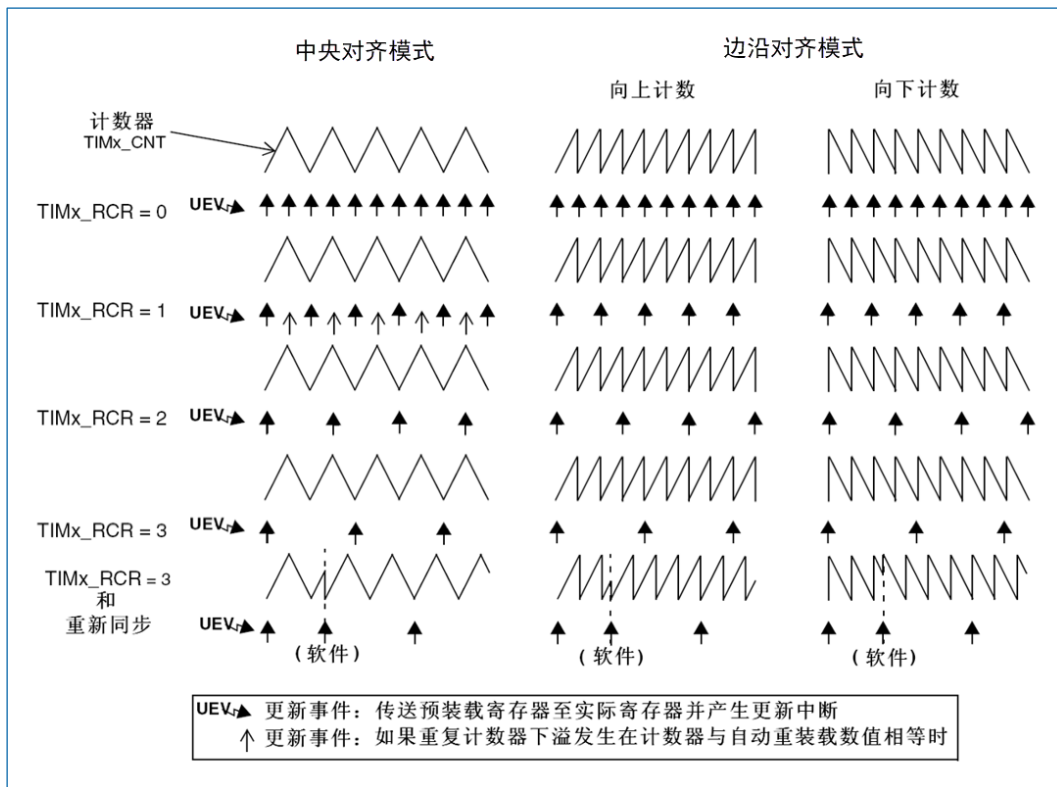 中央对齐模式
边沿对齐模式
向上计数
向下计数
计数器
TIMx_CNT
TIMx_RCR = 0
UEV
TIMx_RCR = 1
UEV
TIMx_RCR = 2
UEV
TIMx_RCR = 3
UEV
TIMx_RCR = 3
和
重新同步
UEV
(软件)
(软件)
(软件)
UEV 更新事件：传送预装载寄存器至实际寄存器并产生更新中断
更新事件：如果重复计数器下溢发生在计数器与自动重装载数值相等时